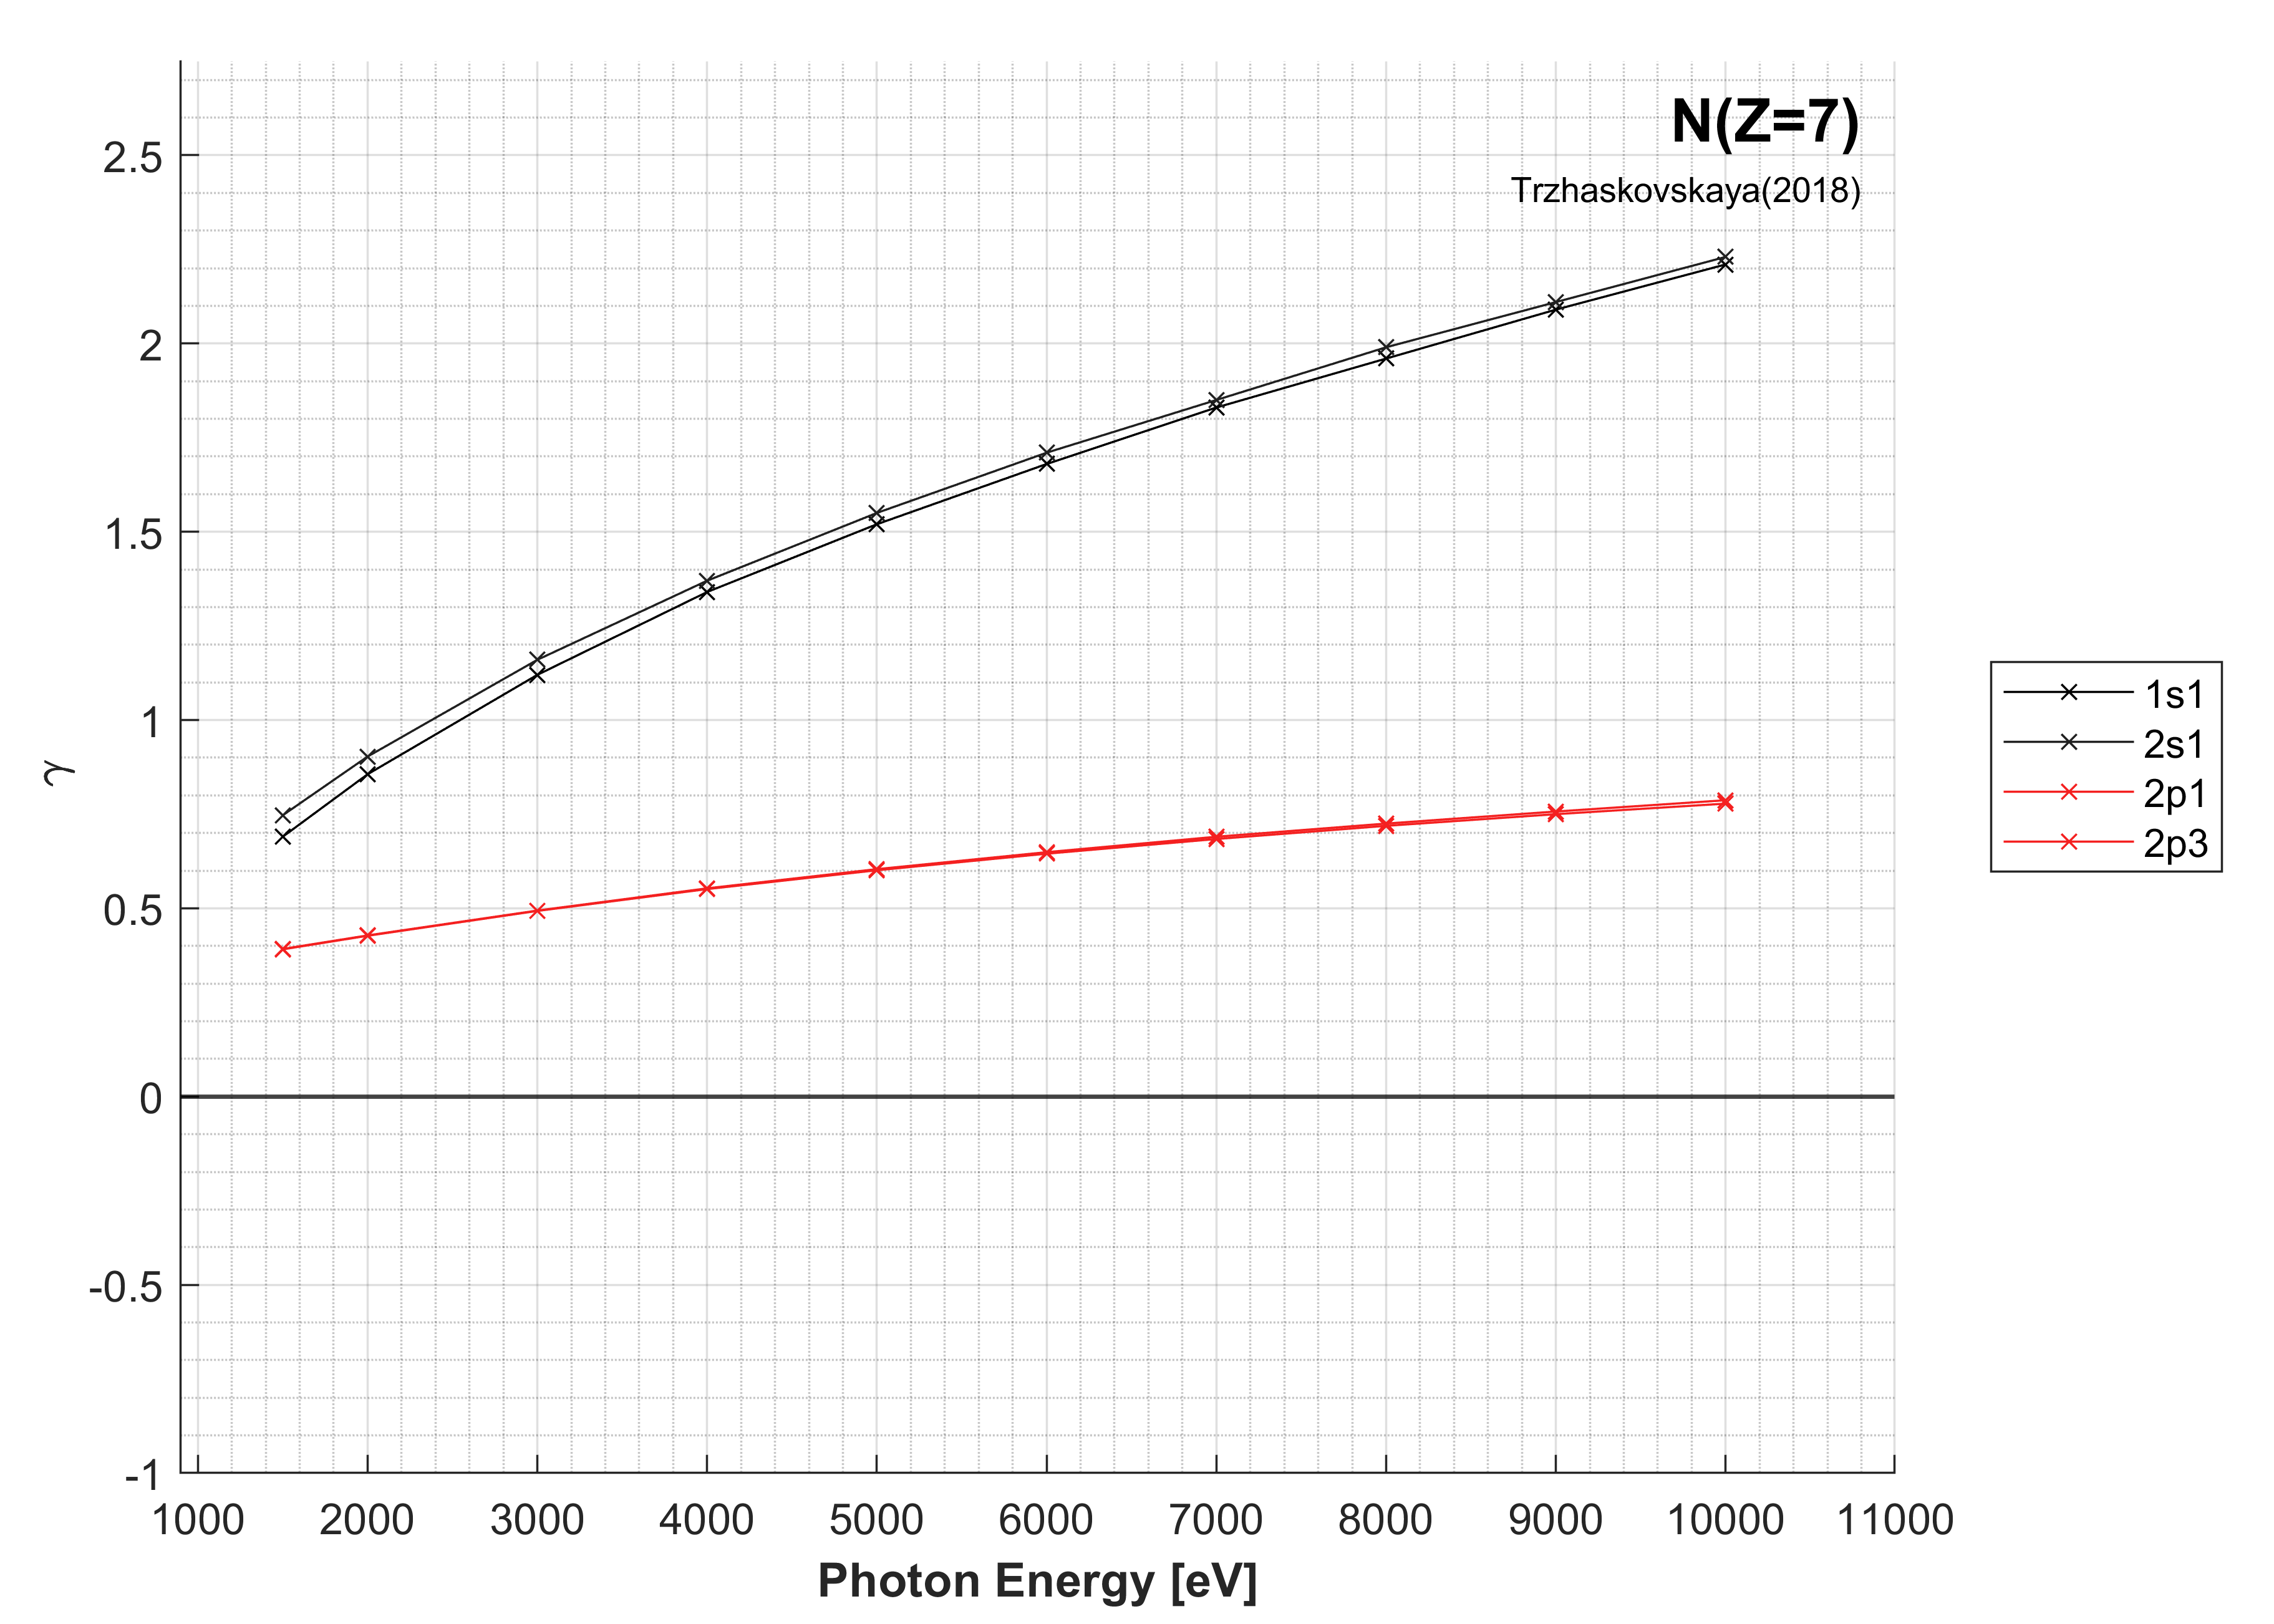 N(Z=7)
Trzhaskovskaya(2018)
2.5
2
1.5
1
0.5
0
-0.5
-1
γ
1000 2000 3000 4000 5000 6000 7000 8000 9000 10000 11000
Photon Energy [eV]
1s1
2s1
2p1
2p3